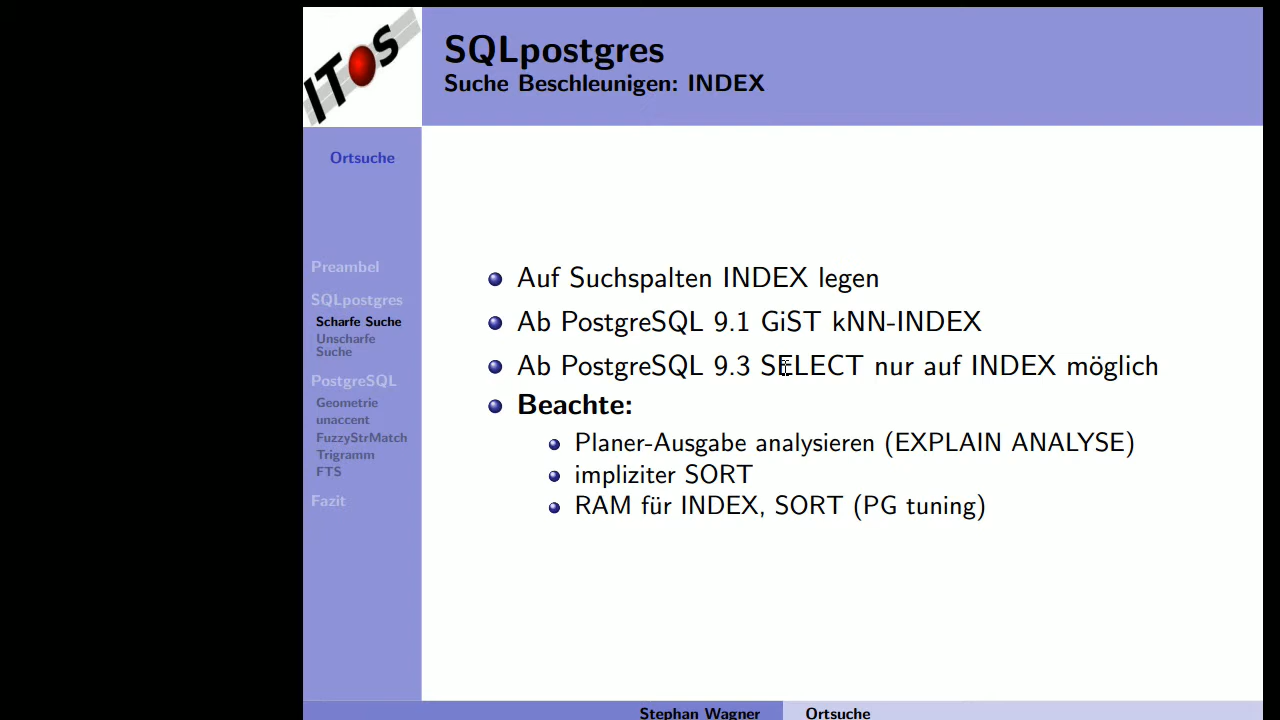 ITOS
SQLpostgres
Suche Beschleunigen: INDEX
Ortsuche
Preambel
SQLpostgres
Scharfe Suche
Unscharfe
Suche
PostgreSQL
Geometrie
unaccent
FuzzyStrMatch
Trigramm
FTS
Fazit
Auf Suchspalten INDEX legen
Ab PostgreSQL 9.1 GiST kNN-INDEX
Ab PostgreSQL 9.3 SELECT nur auf INDEX möglich
Beachte:
Planer-Ausgabe analysieren (EXPLAIN ANALYSE)
impliziter SORT
RAM für INDEX, SORT (PG tuning)
Stephan Wagner
Ortsuche